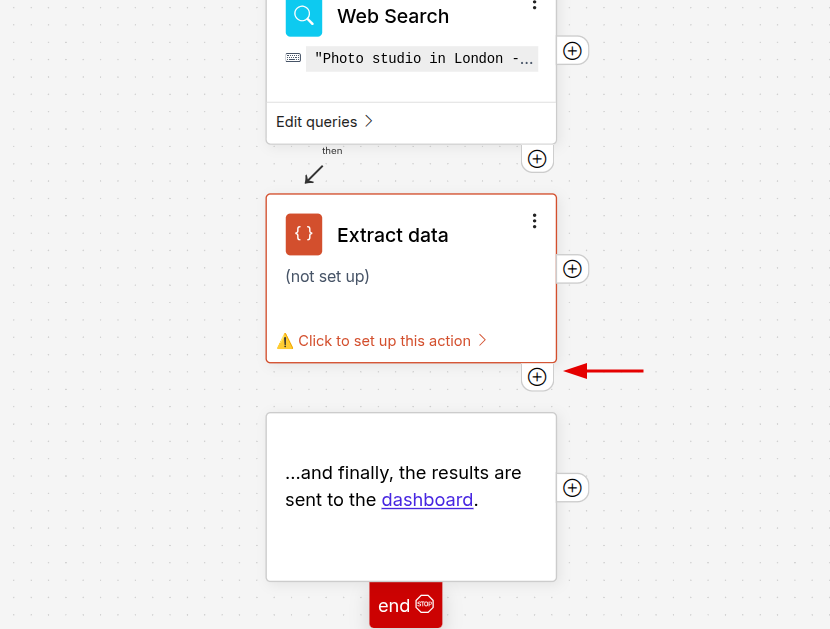 Web Search
"Photo studio in London -...
Edit queries
then
{ }
Extract data
(not set up)
⚠️ Click to set up this action
...and finally, the results are
sent to the dashboard.
end STOP